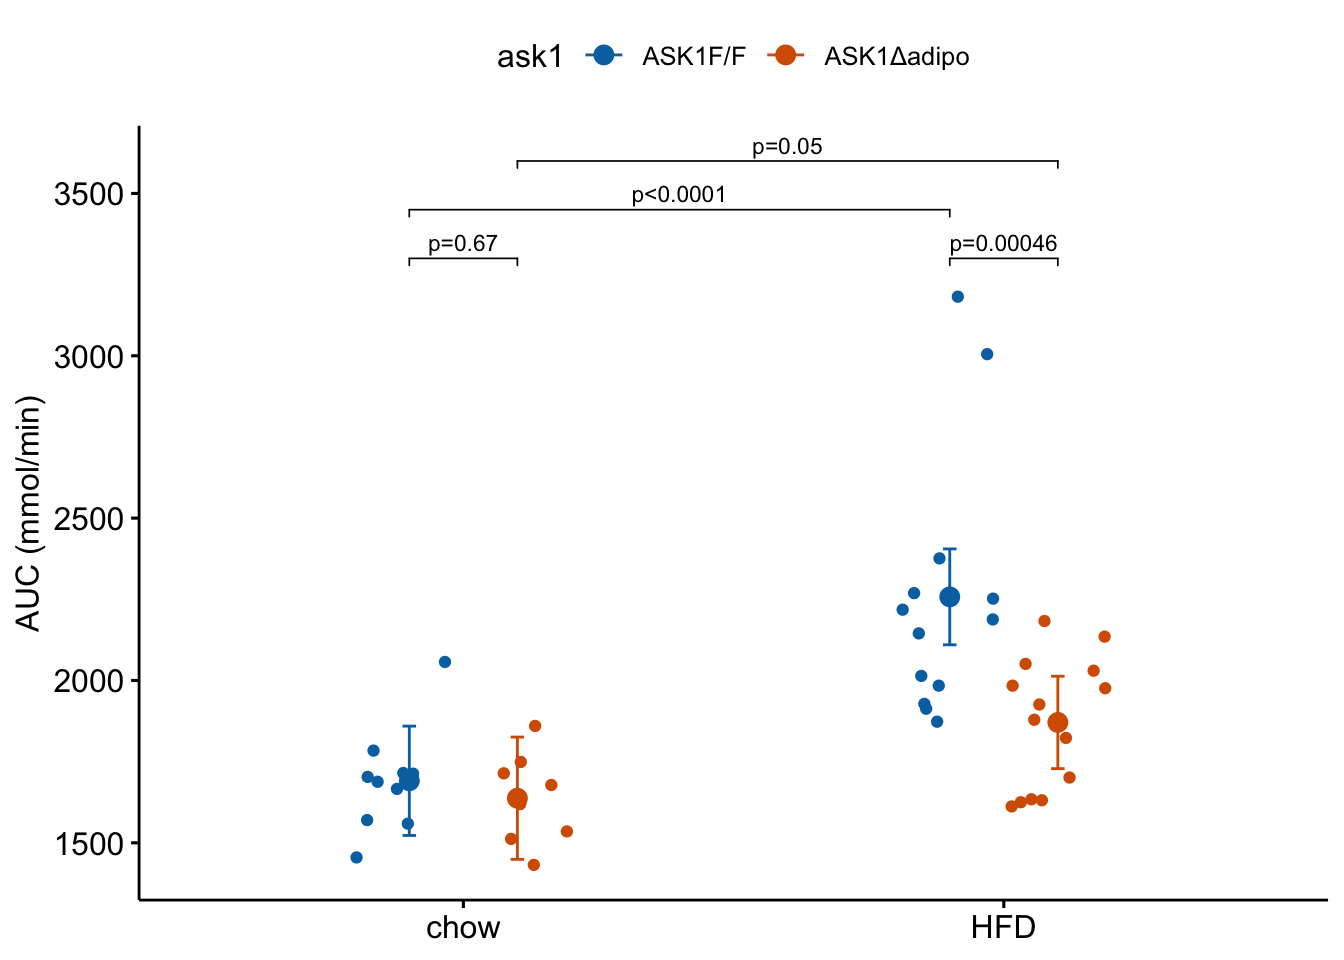 ask1 ASK1F/F ASK1Δadipo
p=0.05
p<0.0001
p=0.67
p=0.00046
3500
3000
2500
2000
1500
AUC (mmol/min)
chow
HFD